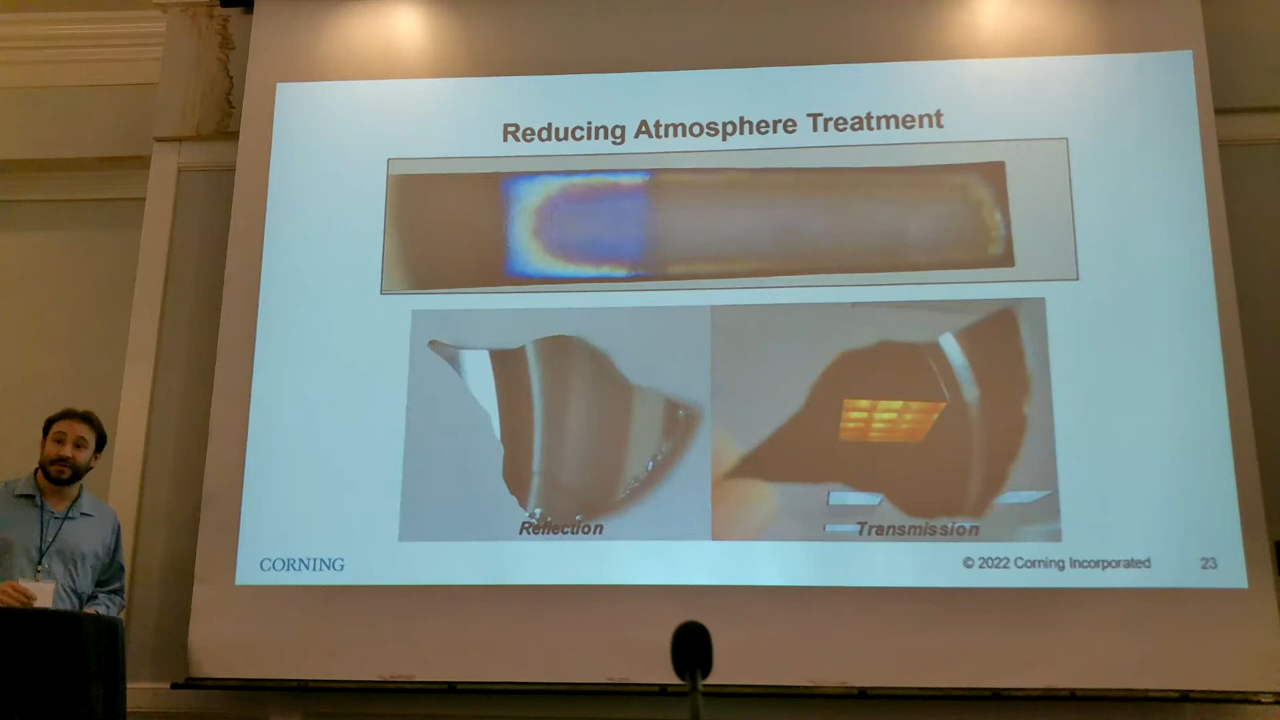 Reducing Atmosphere Treatment
Reflection
Transmission
CORNING
© 2022 Corning Incorporated
23